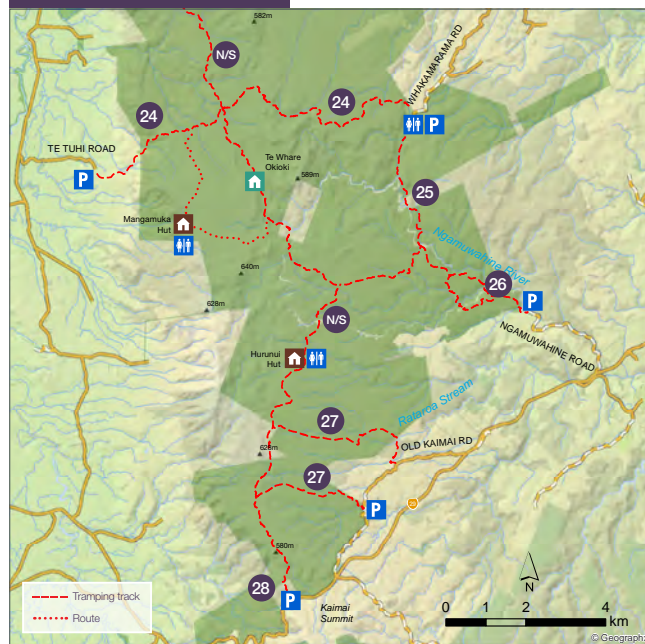 582m
N/S
WHAKAMARAMA RD
24
24
TE TUHI ROAD
P
P
Te Whare
Okioki
589m
25
Mangamuka
Hut
Ngamuwahine River
640m
26
628m
P
N/S
NGAMUWAHINE ROAD
Hurunui
Hut
Rataroa Stream
27
OLD KAIMAI RD
628m
27
P
29
580m
28
P
Kaimai
Summit
Tramping track
Route
N
0 1 2 4
km
© Geograph